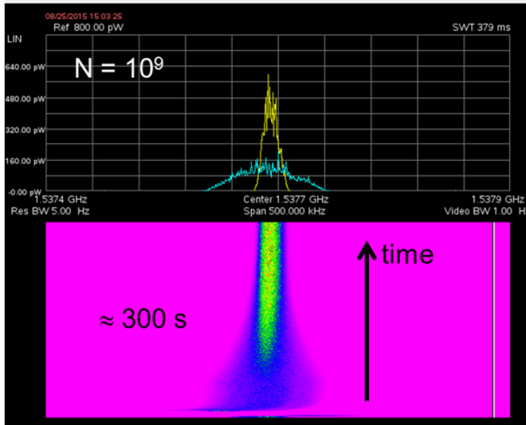 08/25/2015 15:03:25
Ref 800.00 pW SWT 379 ms
LIN
640.00 pW
N = 10⁹
480.00 pW
320.00 pW
160.00 pW
-0.00 pW
1.5374 GHz Center 1.5377 GHz 1.5379 GHz
Res BW 5.00 Hz Span 500.000 kHz Video BW 1.00 H
time
≈ 300 s